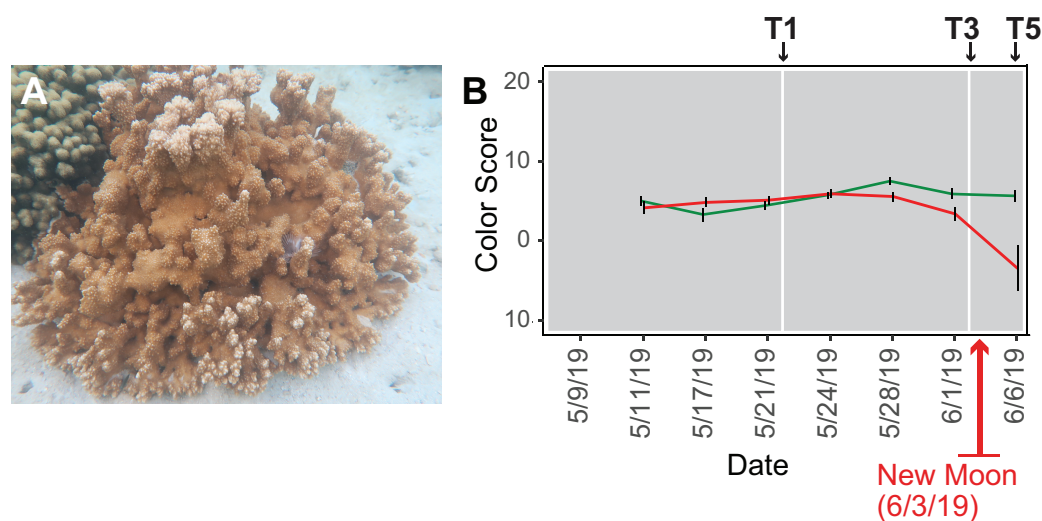 A
B
T1 T3 T5
Color Score
20
10
0
10.
5/9/19
5/11/19
5/17/19
5/21/19
5/24/19
5/28/19
6/1/19
6/6/19
Date
New Moon
(6/3/19)